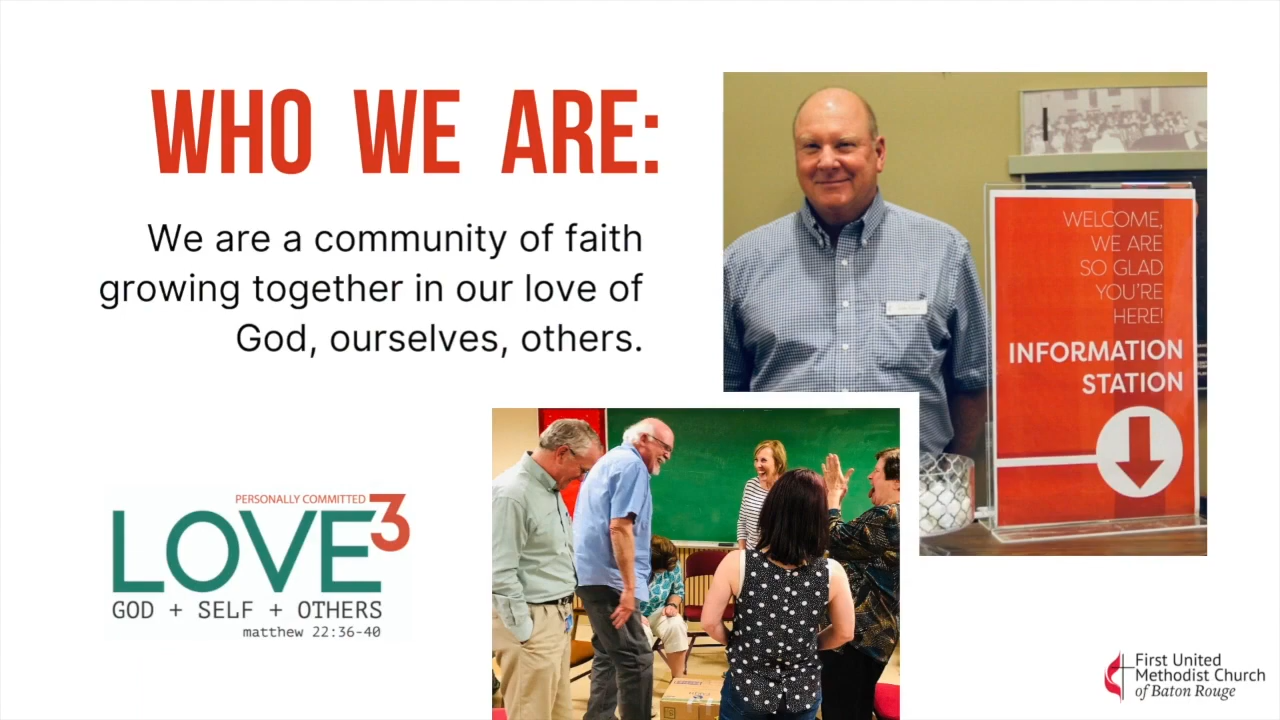 WHO WE ARE:
We are a community of faith
growing together in our love of
God, ourselves, others.
WELCOME,
WE ARE
SO GLAD
YOU'RE
HERE!
INFORMATION
STATION
PERSONALLY COMMITTED
LOVE3
GOD + SELF + OTHERS
matthew 22:36-40
First United
Methodist Church
of Baton Rouge